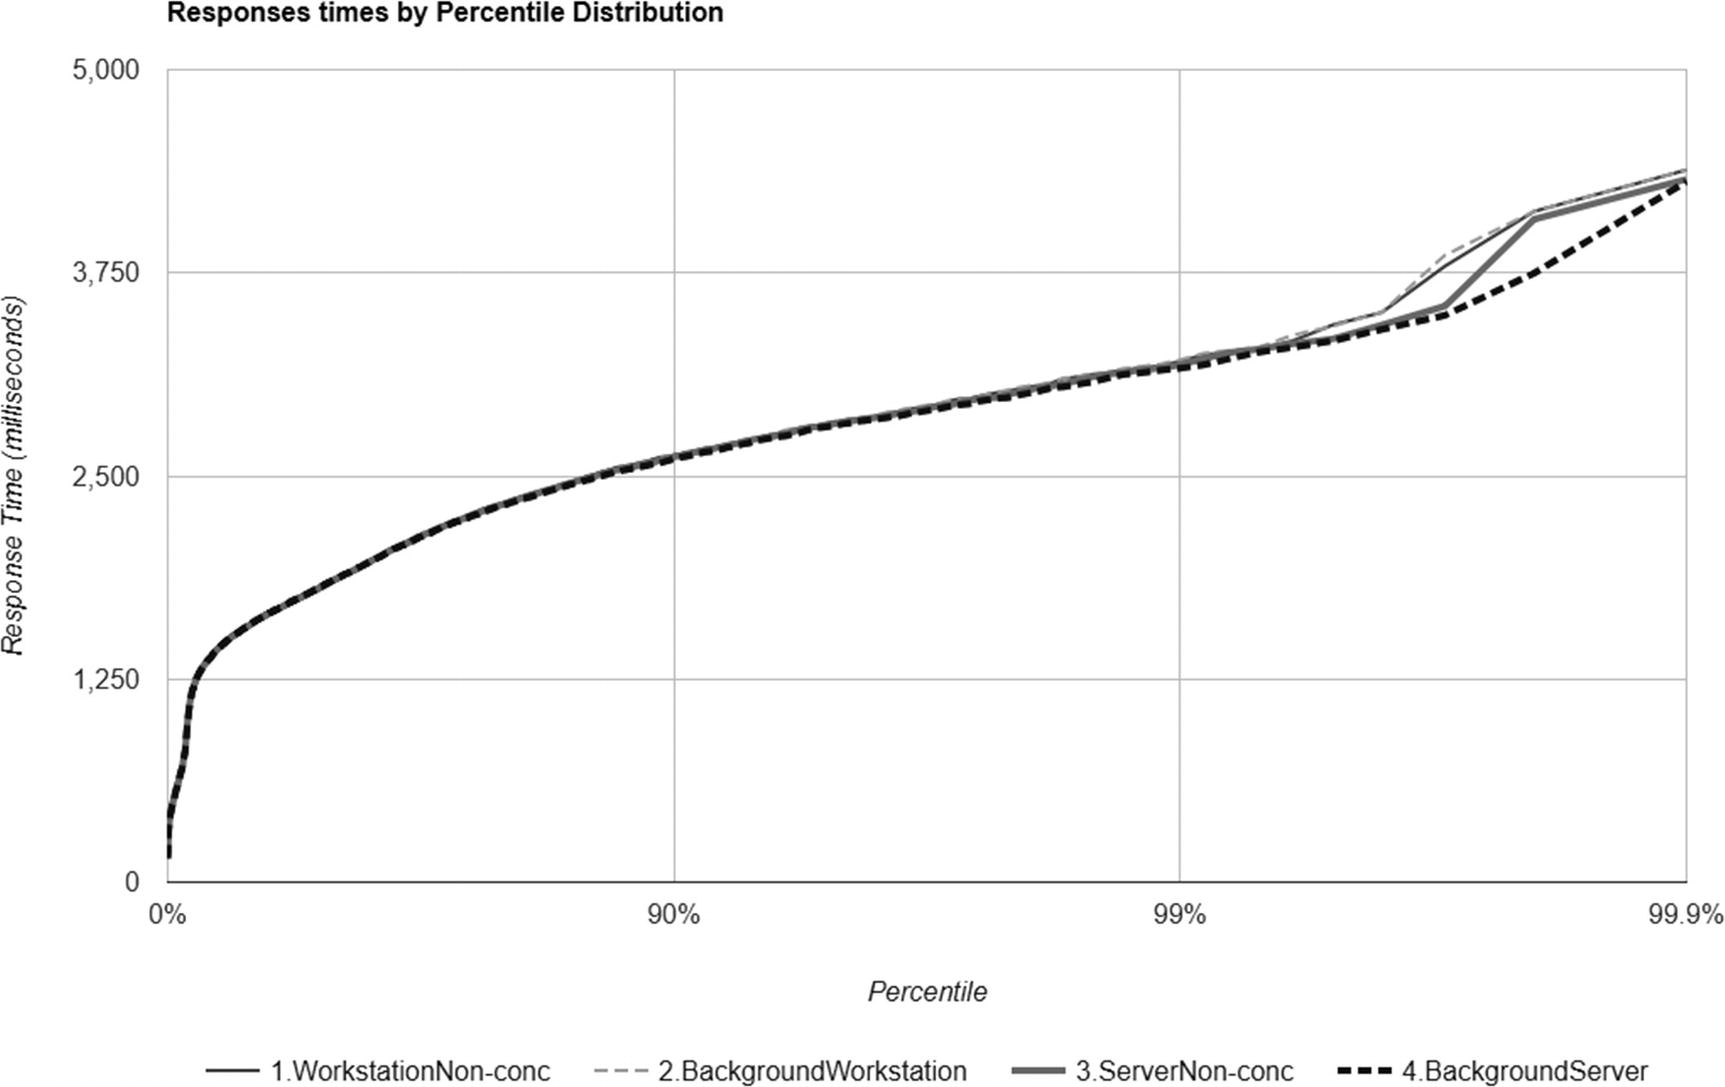 Responses times by Percentile Distribution
5,000
3,750
2,500
1,250
0
Response Time (milliseconds)
0% 90% 99% 99.9%
Percentile
1.WorkstationNon-conc 2.BackgroundWorkstation 3.ServerNon-conc 4.BackgroundServer